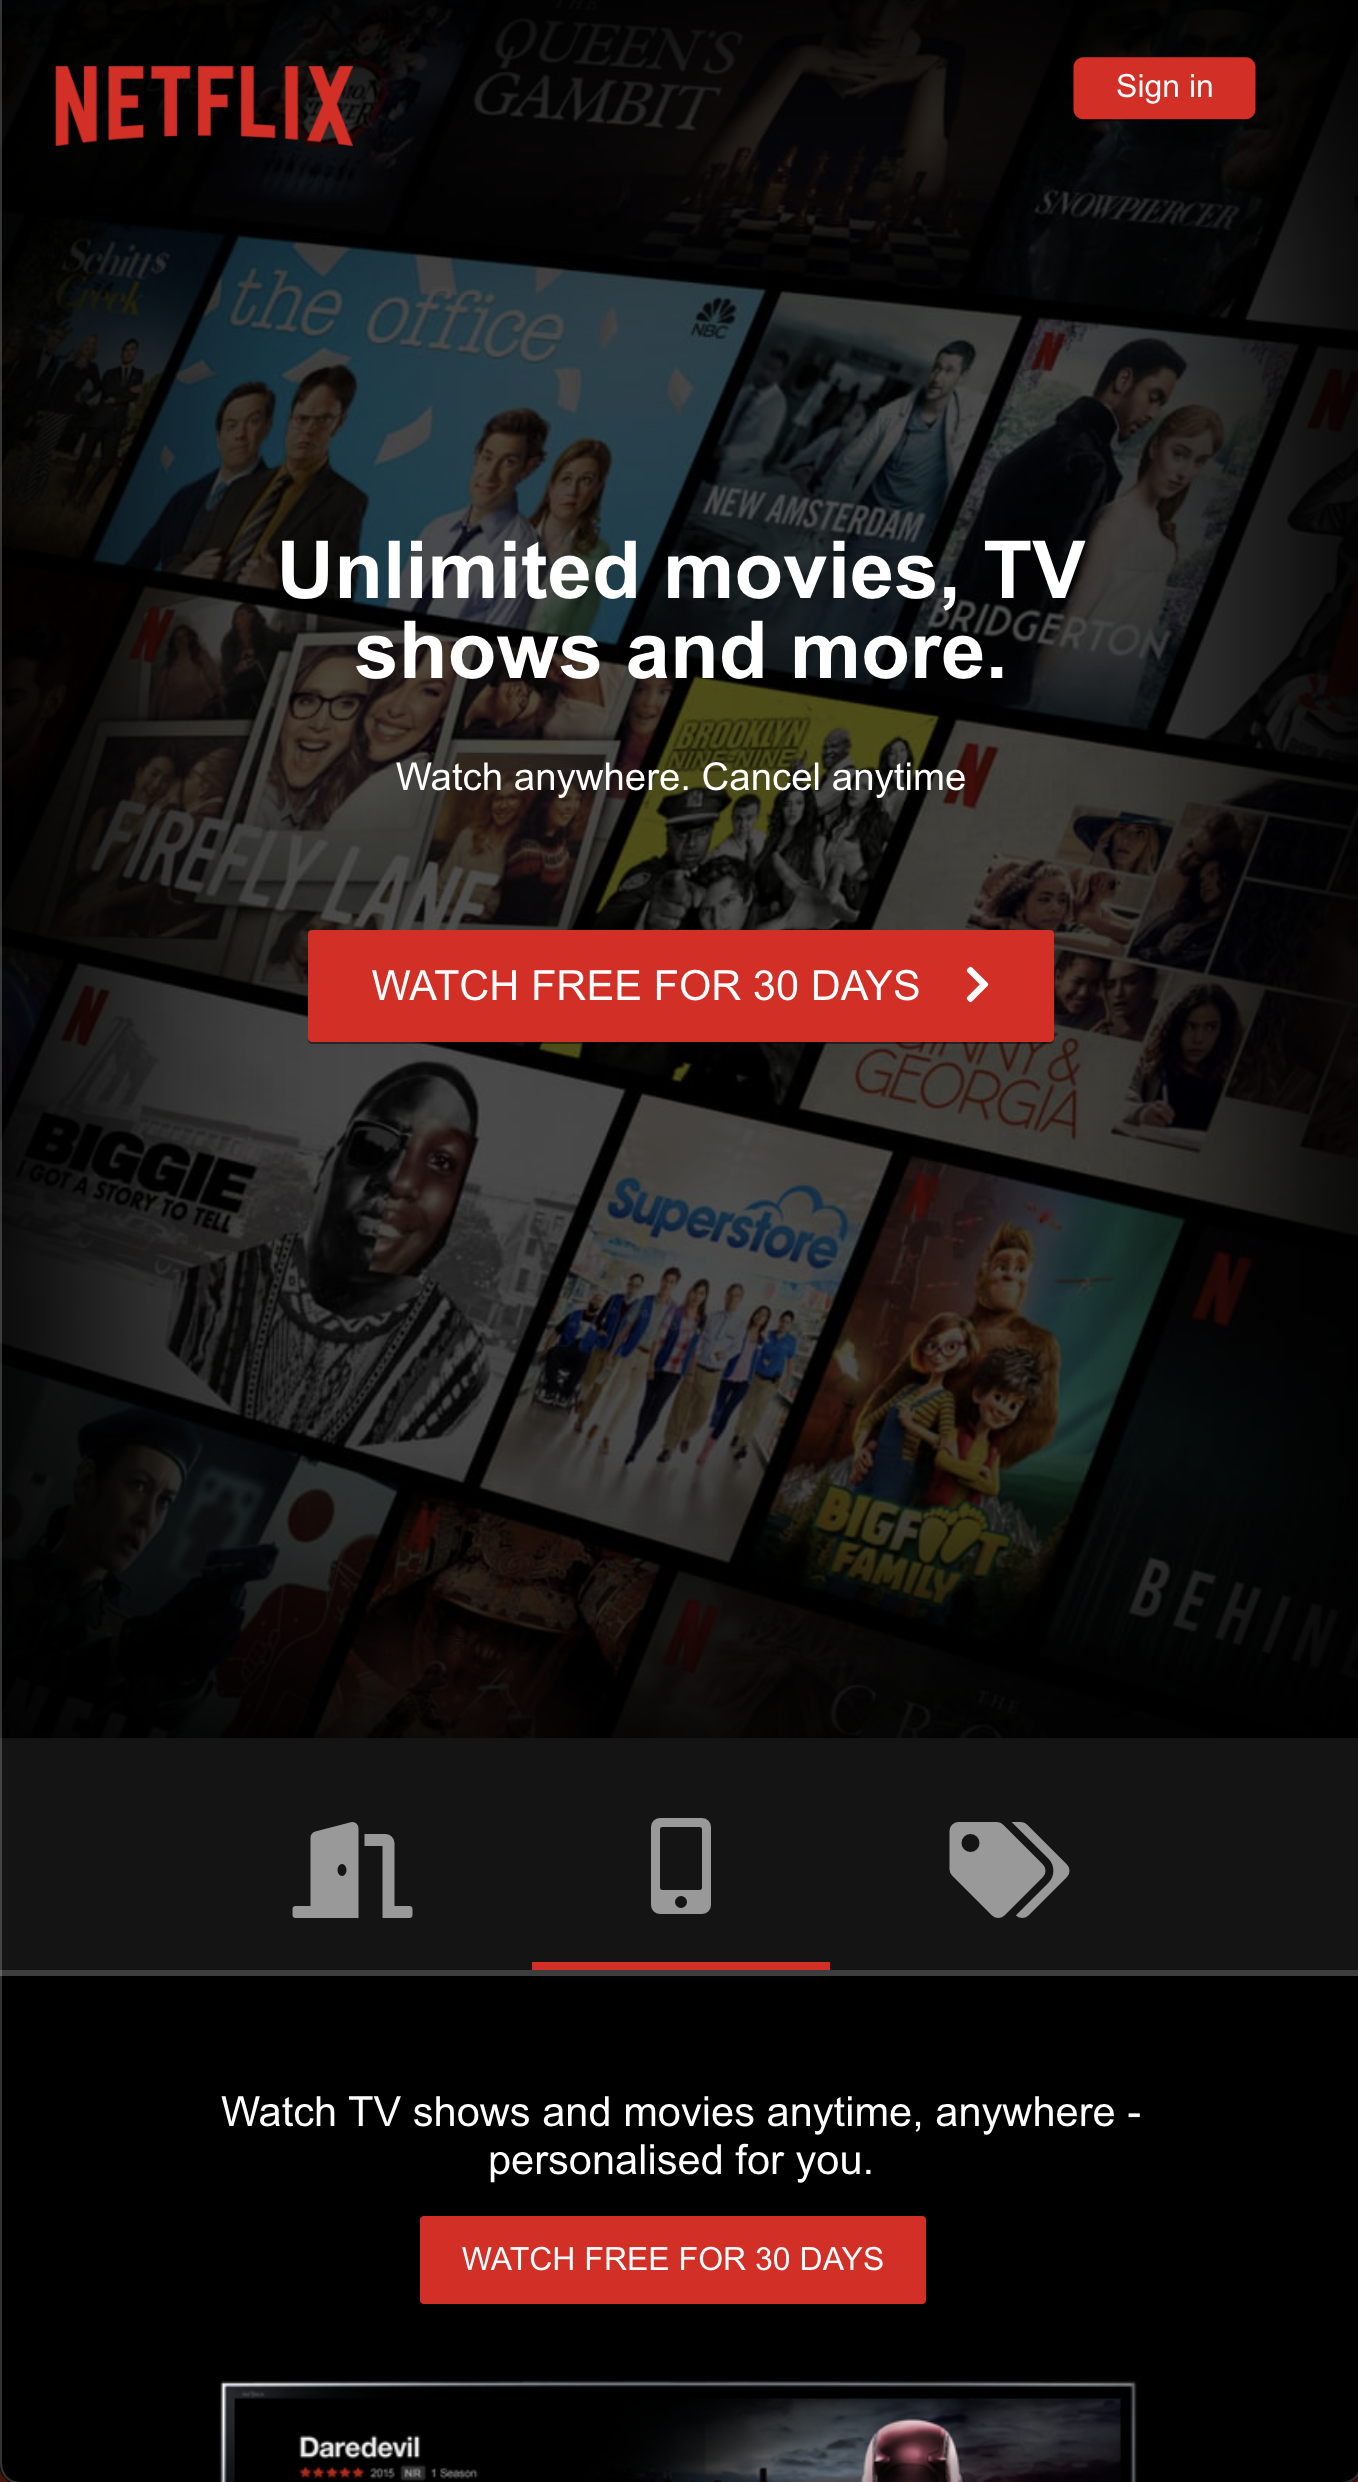 THE
QUEEN'S
GAMBIT
NETFLIX
Sign in
SNOWPIERCER
Schitt's
Creek
the office
NBC
N
N
NEW AMSTERDAM
BRIDGERTON
Unlimited movies, TV
shows and more.
N
BROOKLYN
NINE-NINE
N
Watch anywhere. Cancel anytime
FIREFLY LANE
WATCH FREE FOR 30 DAYS
N
GINNY &
GEORGIA
BIGGIE
I GOT A STORY TO TELL
Superstore
N
N
BIGFOOT
FAMILY
BEHIN
N
N
THE
CRO
Watch TV shows and movies anytime, anywhere -
personalised for you.
WATCH FREE FOR 30 DAYS
Daredevil
2015 NR 1 Season